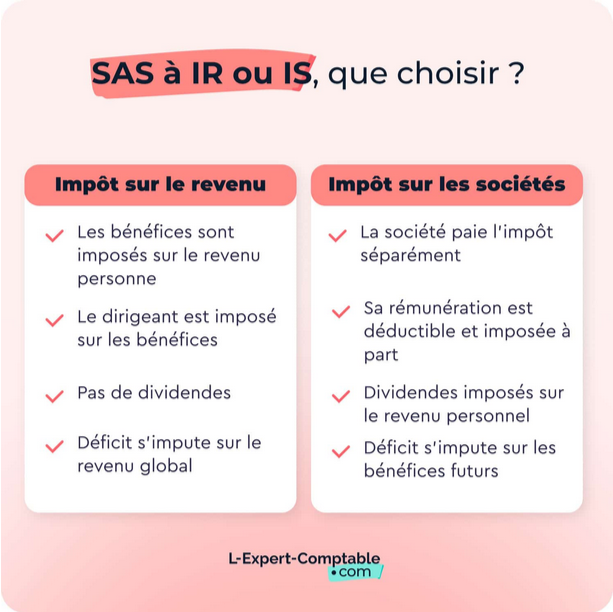 SAS à IR ou IS, que choisir ?
Impôt sur le revenu
Les bénéfices sont
imposés sur le revenu
personne
Le dirigeant est imposé
sur les bénéfices
Pas de dividendes
Déficit s'impute sur le
revenu global
Impôt sur les sociétés
La société paie l'impôt
séparément
Sa rémunération est
déductible et imposée à
part
Dividendes imposés sur
le revenu personnel
Déficit s'impute sur les
bénéfices futurs
L-Expert-Comptable
.com